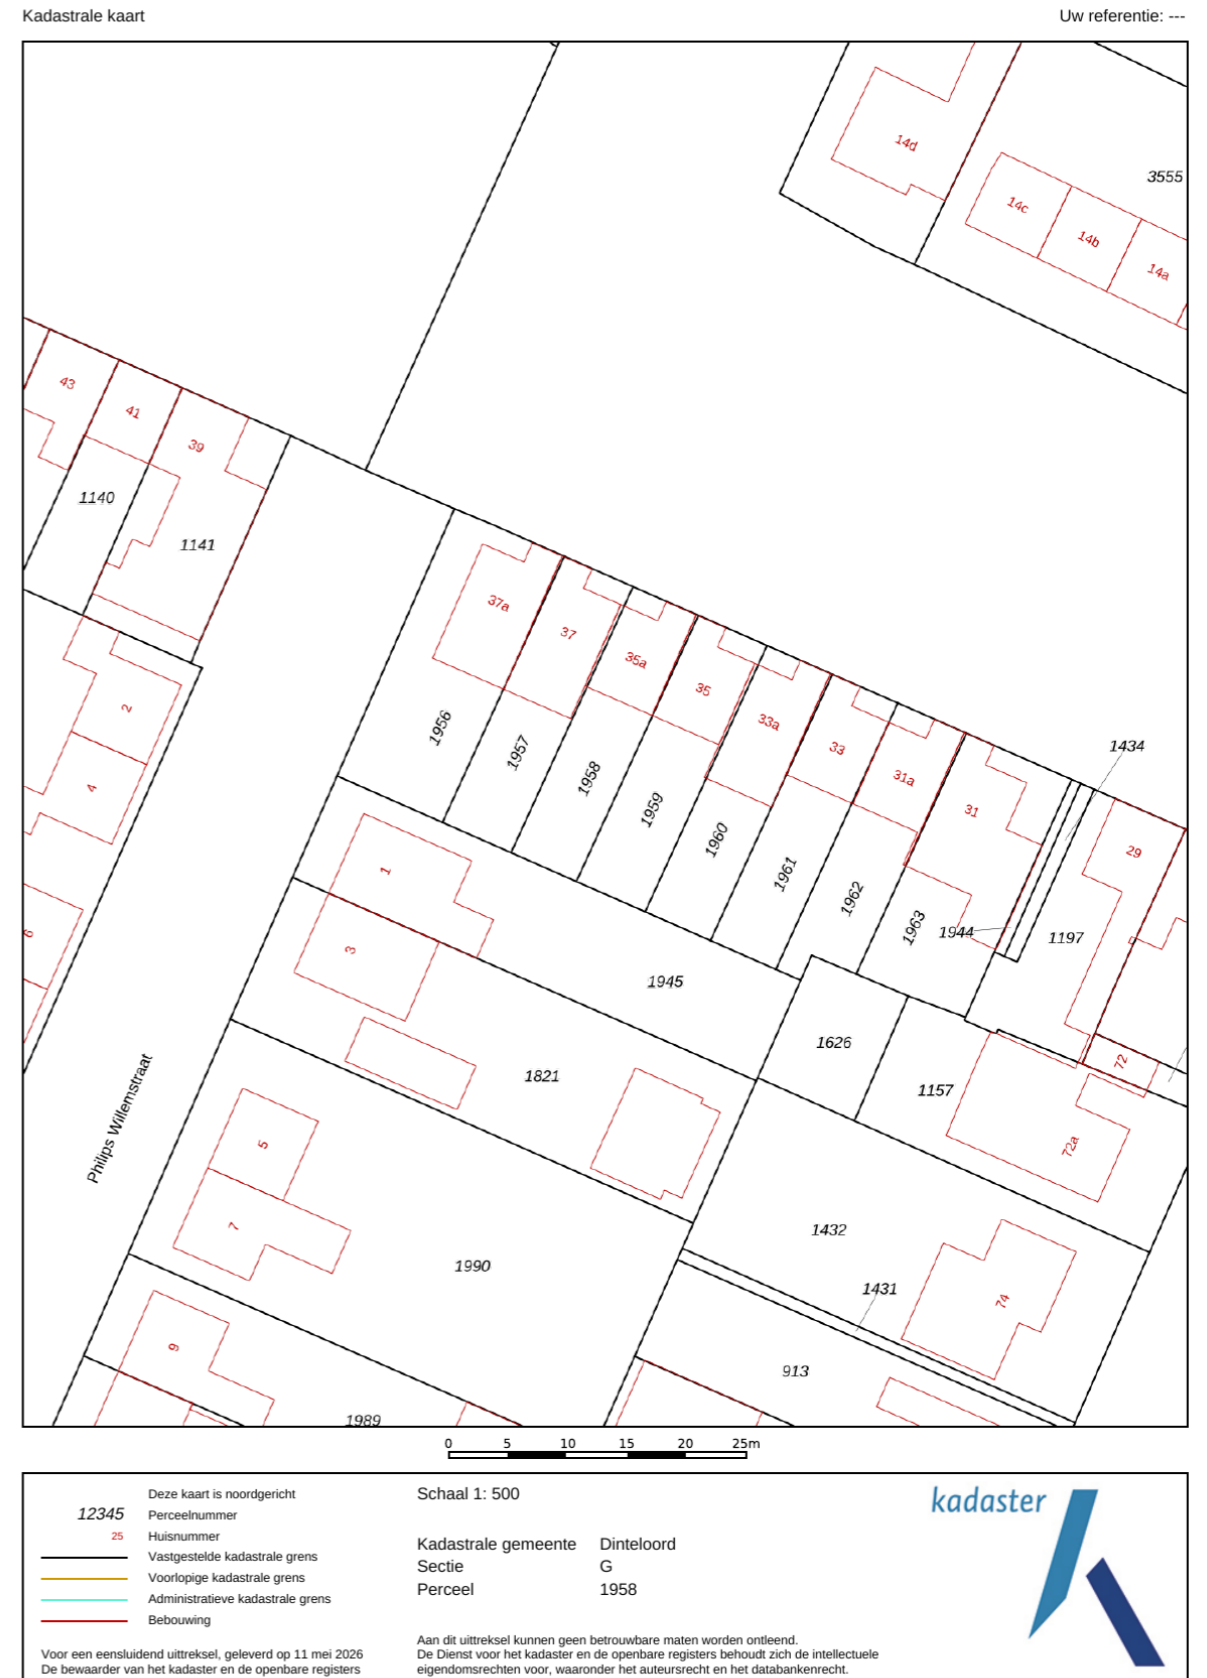 Kadastrale kaart
Uw referentie: ---
14d
3555
14c
14b
14a
43
41
39
1140
1141
37a
37
35a
35
33a
33
31a
31
29
1434
2
4
6
1956
1957
1958
1959
1960
1961
1962
1963
1944
1197
1
3
1945
1626
1821
1157
72
72a
Philips Willemstraat
5
7
1990
1432
1431
74
9
913
1989
0 5 10 15 20 25m
Deze kaart is noordgericht
12345 Perceelnummer
25 Huisnummer
Vastgestelde kadastrale grens
Voorlopige kadastrale grens
Administratieve kadastrale grens
Bebouwing
Voor een eensluidend uittreksel, geleverd op 11 mei 2026
De bewaarder van het kadaster en de openbare registers
Schaal 1: 500
Kadastrale gemeente Dinteloord
Sectie G
Perceel 1958
Aan dit uittreksel kunnen geen betrouwbare maten worden ontleend.
De Dienst voor het kadaster en de openbare registers behoudt zich de intellectuele
eigendomsrechten voor, waaronder het auteursrecht en het databankenrecht.
kadaster